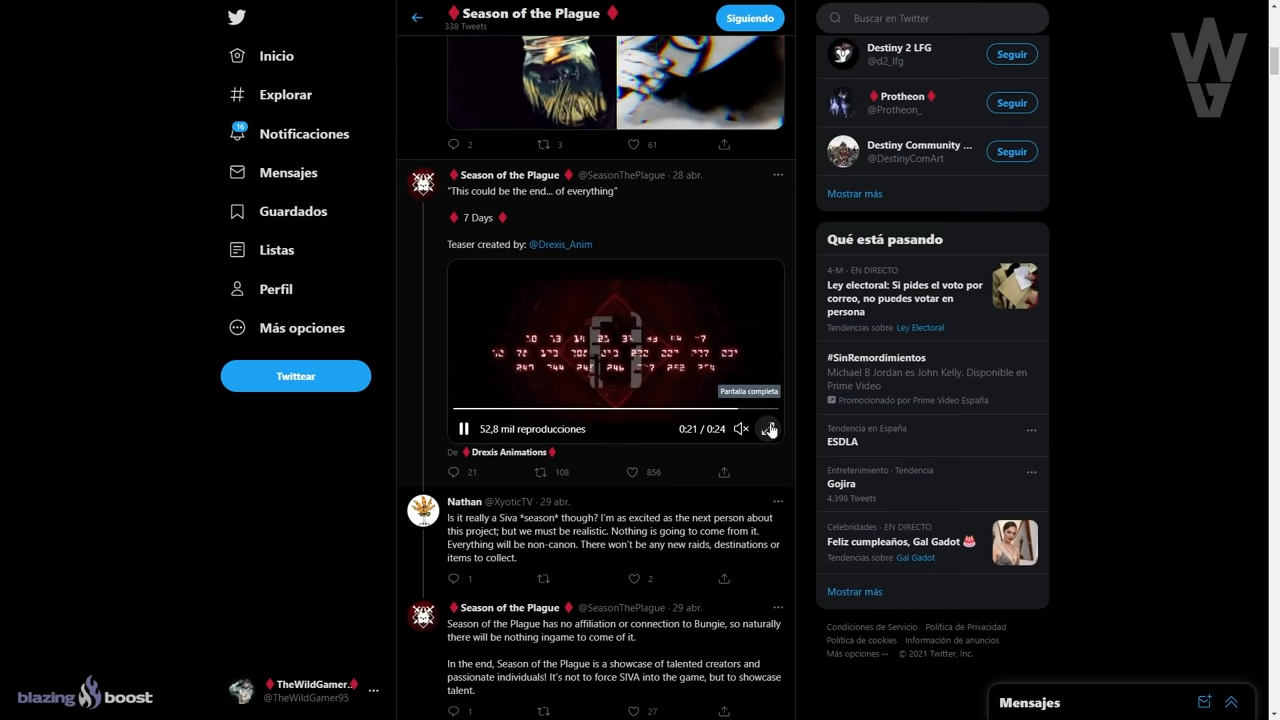 Inicio
Explorar
16
Notificaciones
Mensajes
Guardados
Listas
Perfil
Más opciones
Twittear
blazing boost
TheWildGamer..
@TheWildGamer95
Season of the Plague
338 Tweets
Siguiendo
2 3 61
Season of the Plague @SeasonThePlague · 28 abr.
"This could be the end... of everything"
7 Days
Teaser created by: @Drexis_Anim
Pantalla completa
52,8 mil reproducciones
0:21 / 0:24
De Drexis Animations
21 108 856
Nathan @XyoticTV · 29 abr.
Is it really a Siva *season* though? I'm as excited as the next person about
this project; but we must be realistic. Nothing is going to come from it.
Everything will be non-canon. There won't be any new raids, destinations or
items to collect.
1 2
Season of the Plague @SeasonThePlague · 29 abr.
Season of the Plague has no affiliation or connection to Bungie, so naturally
there will be nothing ingame to come of it.
In the end, Season of the Plague is a showcase of talented creators and
passionate individuals! It's not to force SIVA into the game, but to showcase
talent.
1 27
Buscar en Twitter
Destiny 2 LFG
@d2_lfg
Seguir
Protheon
@Protheon_
Seguir
Destiny Community ...
@DestinyComArt
Seguir
Mostrar más
Qué está pasando
4-M · EN DIRECTO
Ley electoral: Si pides el voto por
correo, no puedes votar en
persona
Tendencias sobre Ley Electoral
#SinRemordimientos
Michael B Jordan es John Kelly. Disponible en
Prime Video
Promocionado por Prime Video España
Tendencia en España
ESDLA
Entretenimiento · Tendencia
Gojira
4.398 Tweets
Celebridades · EN DIRECTO
Feliz cumpleaños, Gal Gadot
Tendencias sobre Gal Gadot
Mostrar más
Condiciones de Servicio Política de Privacidad
Política de cookies Información de anuncios
Más opciones ··· © 2021 Twitter, Inc.
Mensajes